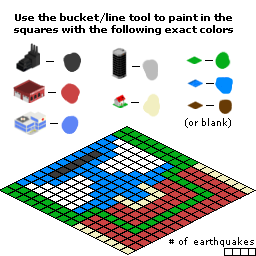 Use the bucket/line tool to paint in the
squares with the following exact colors
(or blank)
# of earthquakes